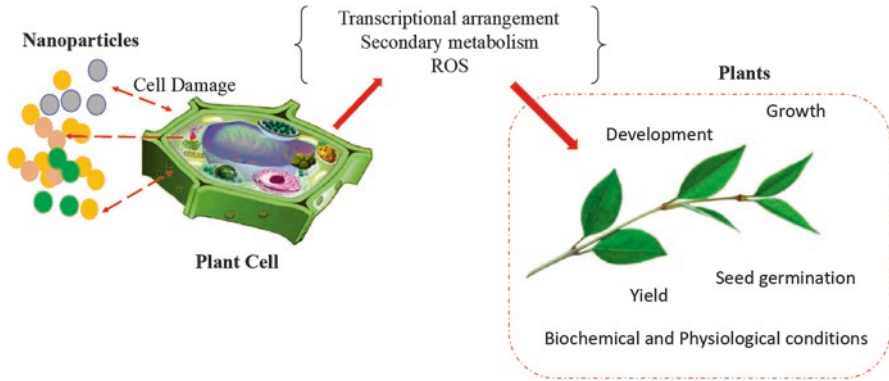 Nanoparticles
Cell Damage
Plant Cell
Transcriptional arrangement
Secondary metabolism
ROS
Plants
Growth
Development
Seed germination
Yield
Biochemical and Physiological conditions